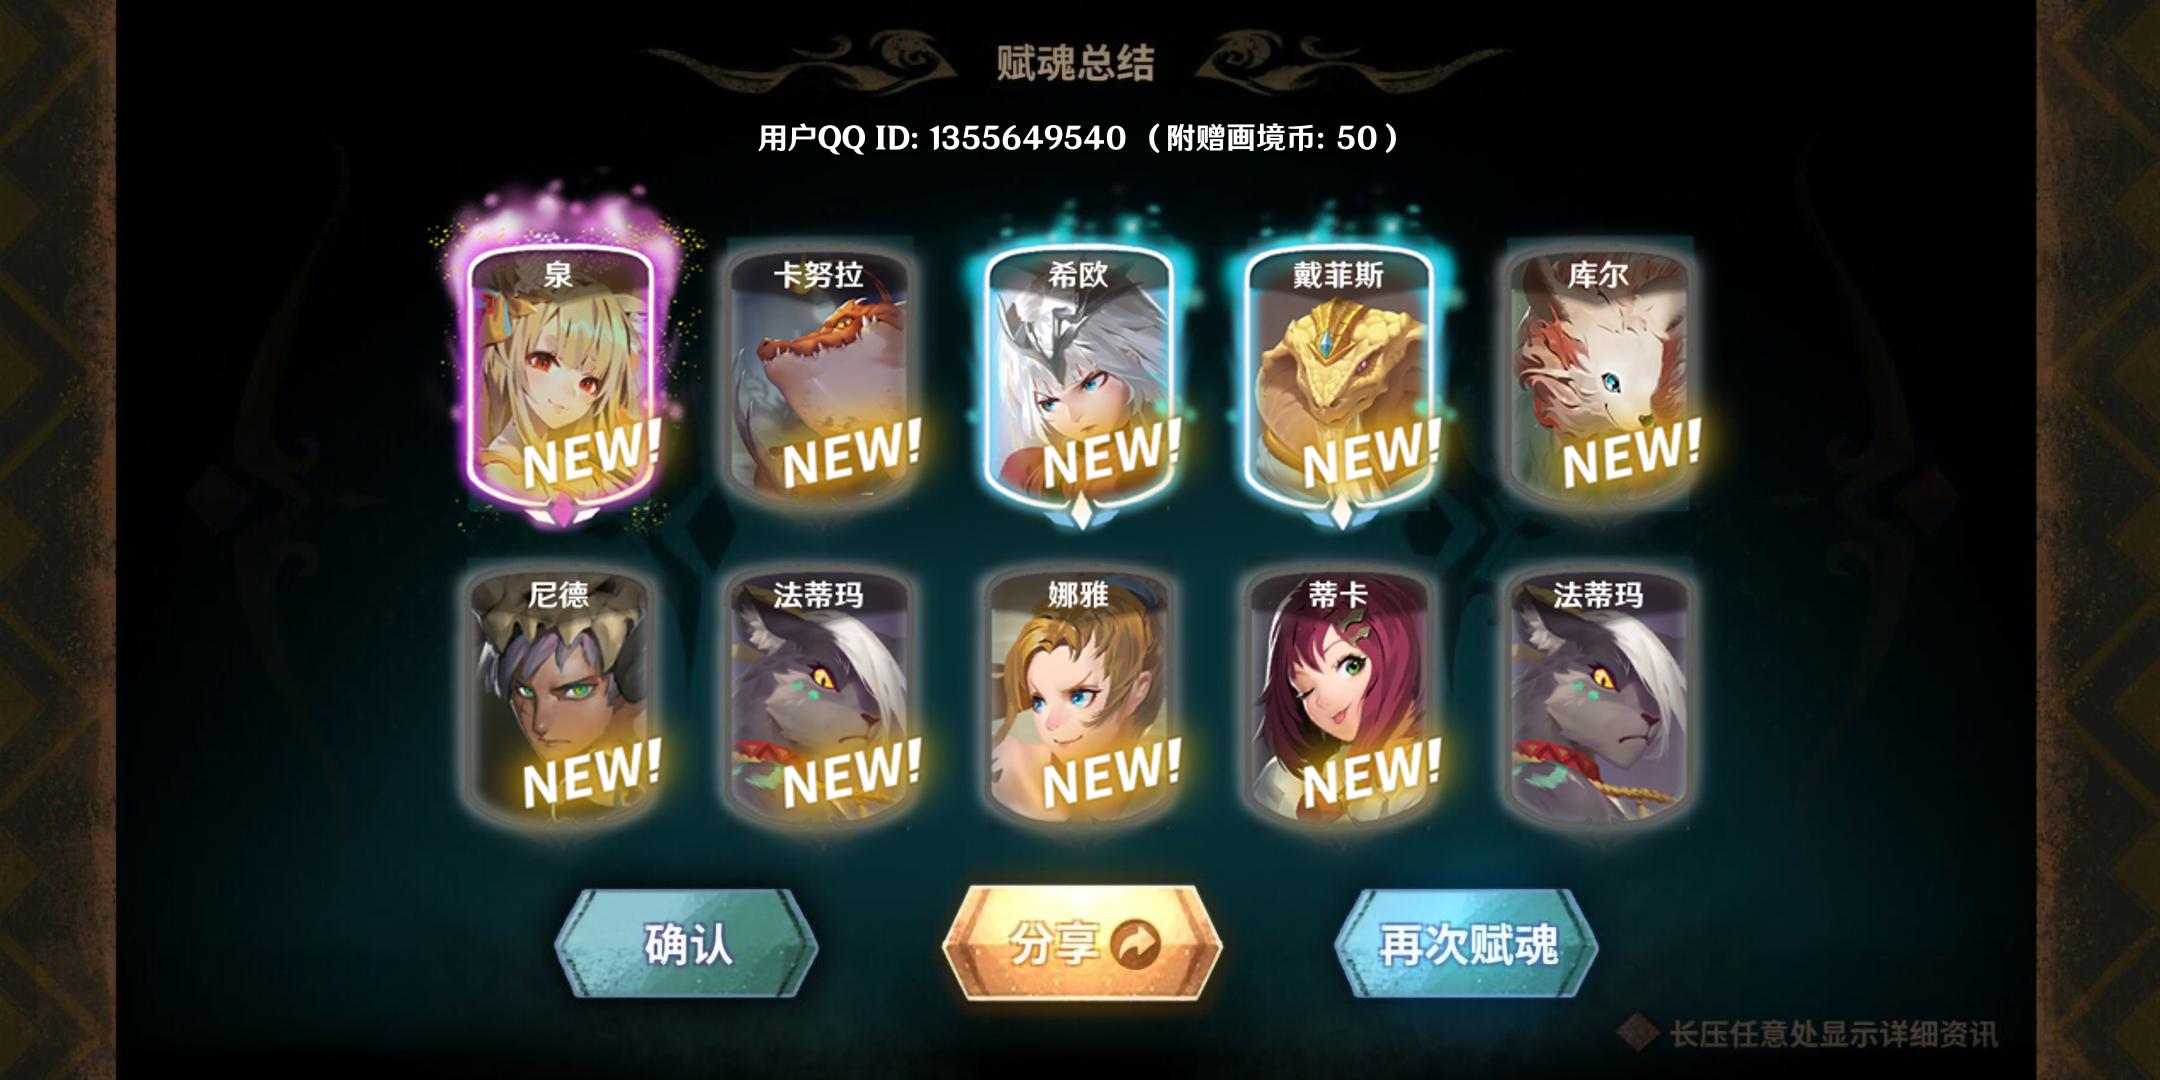 赋魂总结
用户QQ ID: 1355649540（附赠画境币: 50）
泉
卡努拉
希欧
戴菲斯
库尔
NEW!
NEW!
NEW!
NEW!
NEW!
尼德
法蒂玛
娜雅
蒂卡
法蒂玛
NEW!
NEW!
NEW!
NEW!
确认
分享
再次赋魂
长压任意处显示详细资讯